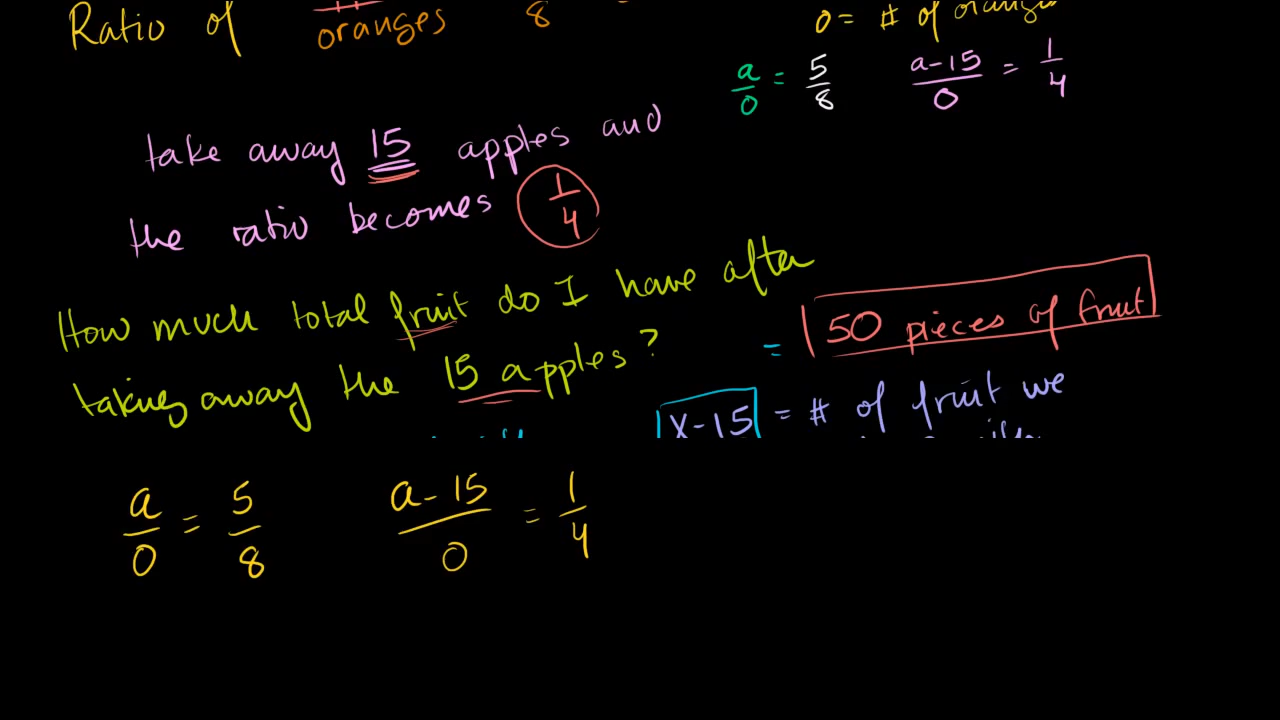 Ratio of oranges 8
o = # of oranges
a/o = 5/8 a-15/o = 1/4
take away 15 apples and
the ratio becomes 1/4
How much total fruit do I have after
taking away the 15 apples?
= 50 pieces of fruit
x-15 = # of fruit we
a/o = 5/8 a-15/o = 1/4